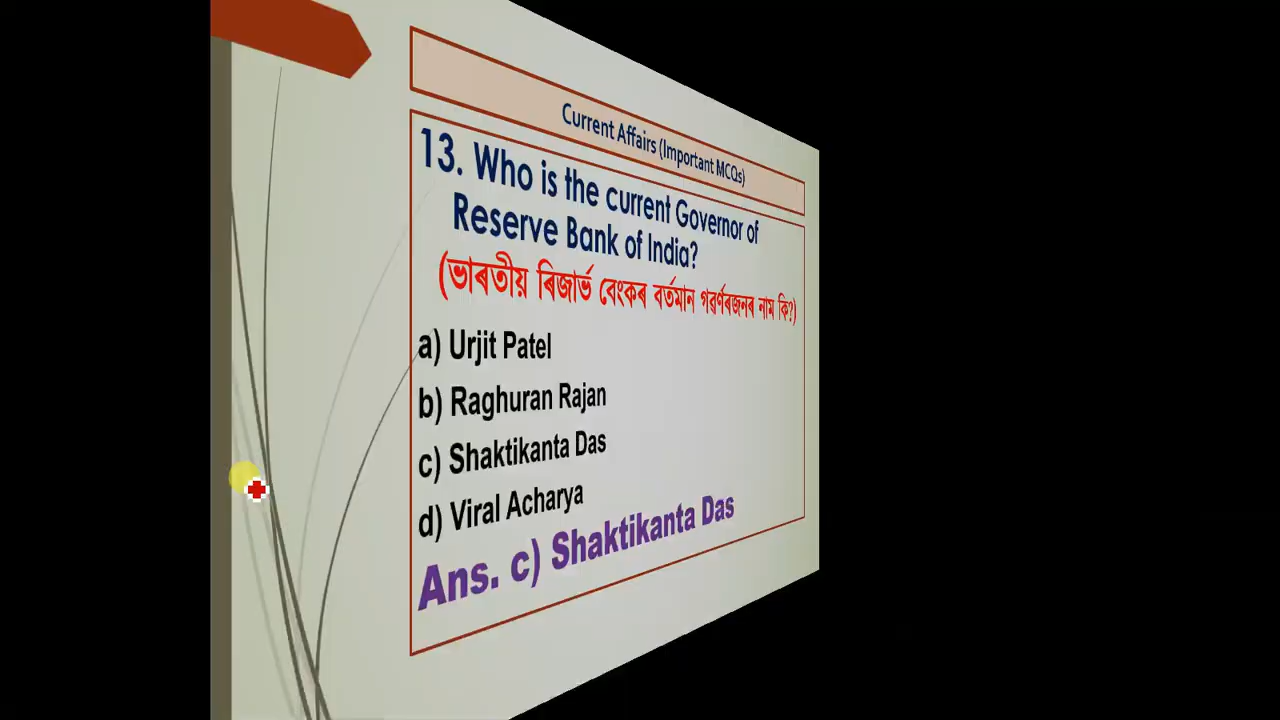 Current Affairs (Important MCQs)
13. Who is the current Governor of
Reserve Bank of India?
(ভাৰতীয় ৰিজাৰ্ভ বেংকৰ বৰ্তমান গৱৰ্ণৰজনৰ নাম কি?)
a) Urjit Patel
b) Raghuran Rajan
c) Shaktikanta Das
d) Viral Acharya
Ans. c) Shaktikanta Das